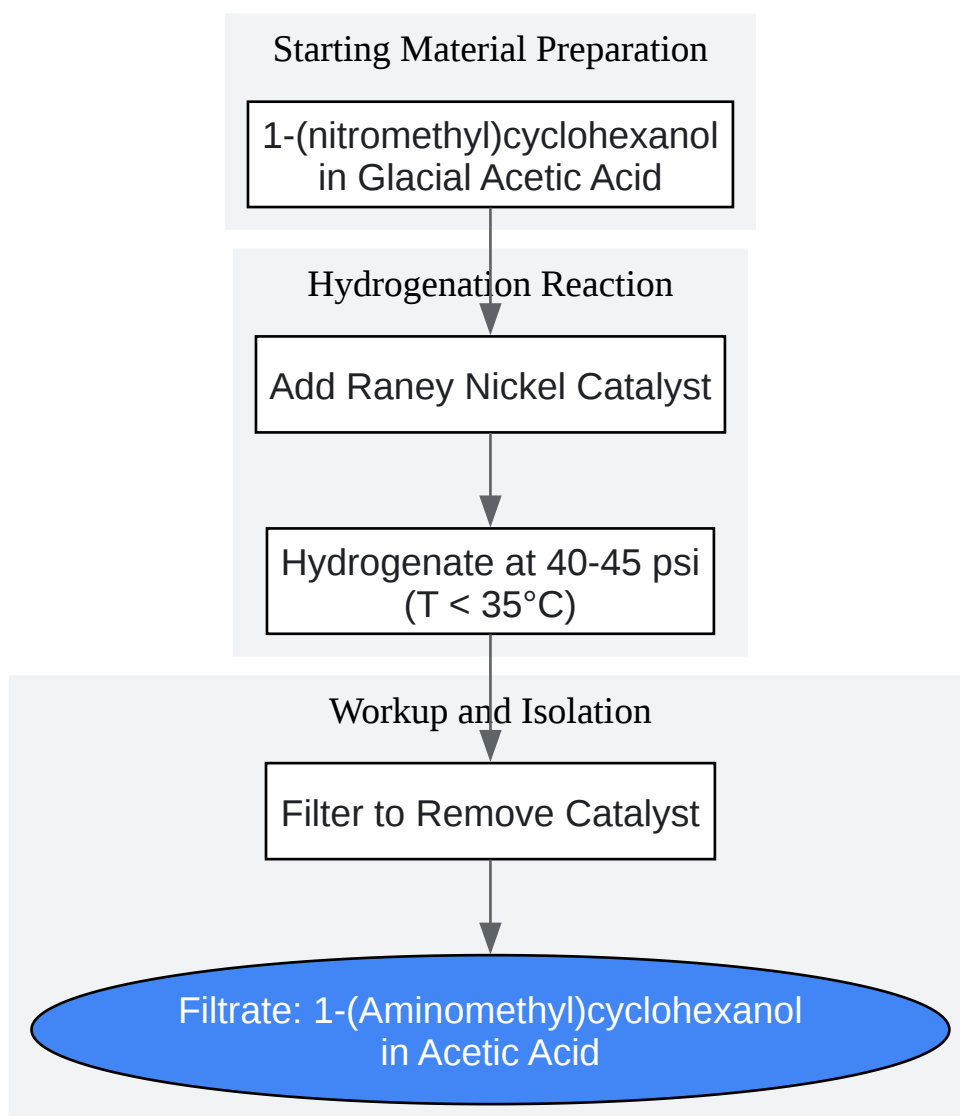 Starting Material Preparation
1-(nitromethyl)cyclohexanol
in Glacial Acetic Acid
Hydrogenation Reaction
Add Raney Nickel Catalyst
Hydrogenate at 40-45 psi
(T < 35°C)
Workup and Isolation
Filter to Remove Catalyst
Filtrate: 1-(Aminomethyl)cyclohexanol
in Acetic Acid